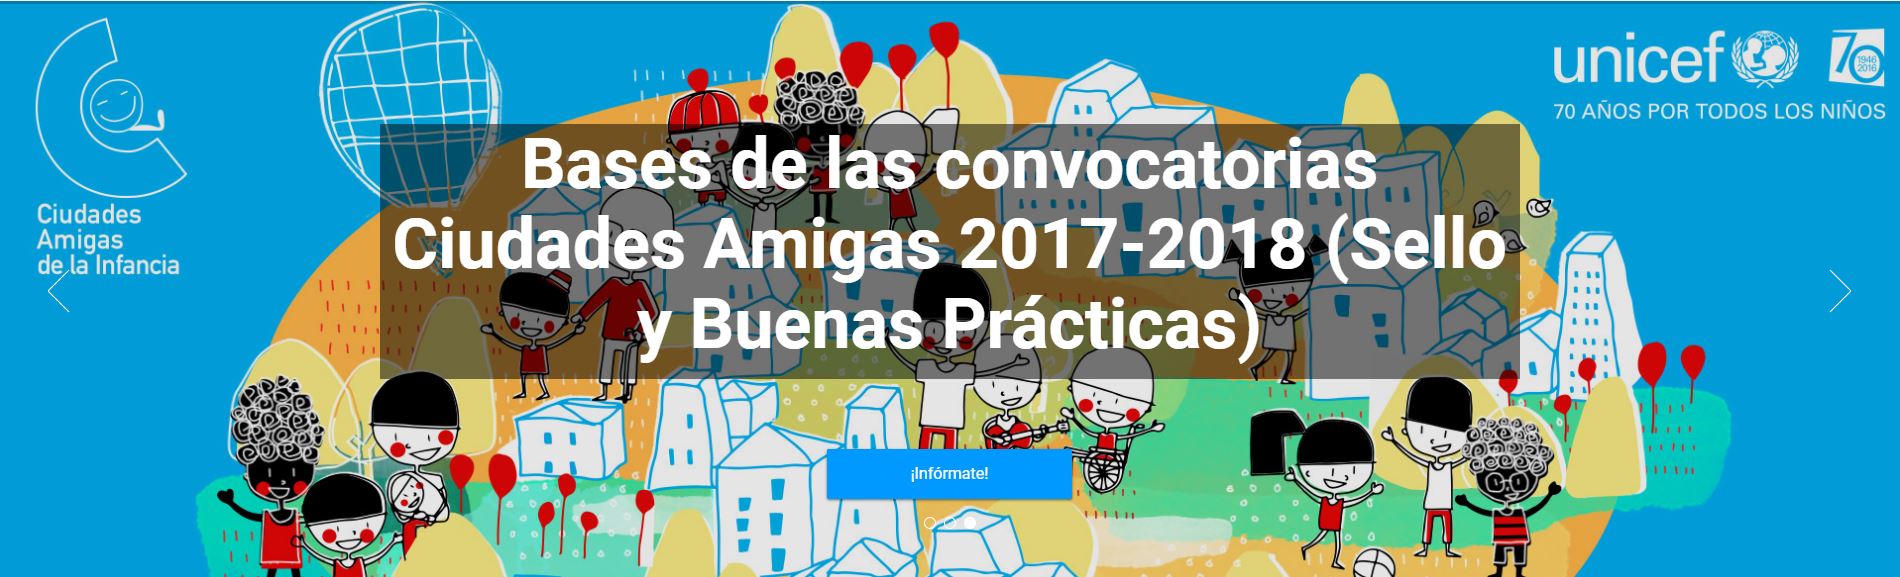 Ciudades
Amigas
de la Infancia
unicef
70
1946
2016
70 AÑOS POR TODOS LOS NIÑOS
Bases de las convocatorias
Ciudades Amigas 2017-2018 (Sello
y Buenas Prácticas)
¡Infórmate!